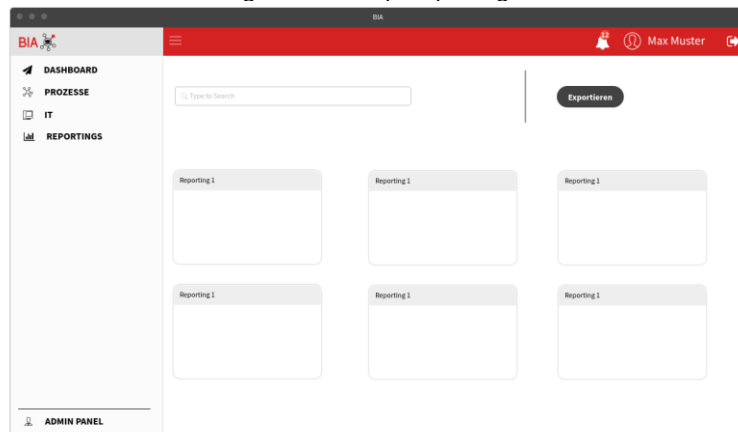 BIA
BIA
12
Max Muster
DASHBOARD
PROZESSE
IT
REPORTINGS
Type to Search
Exportieren
Reporting 1
Reporting 1
Reporting 1
Reporting 1
Reporting 1
Reporting 1
ADMIN PANEL